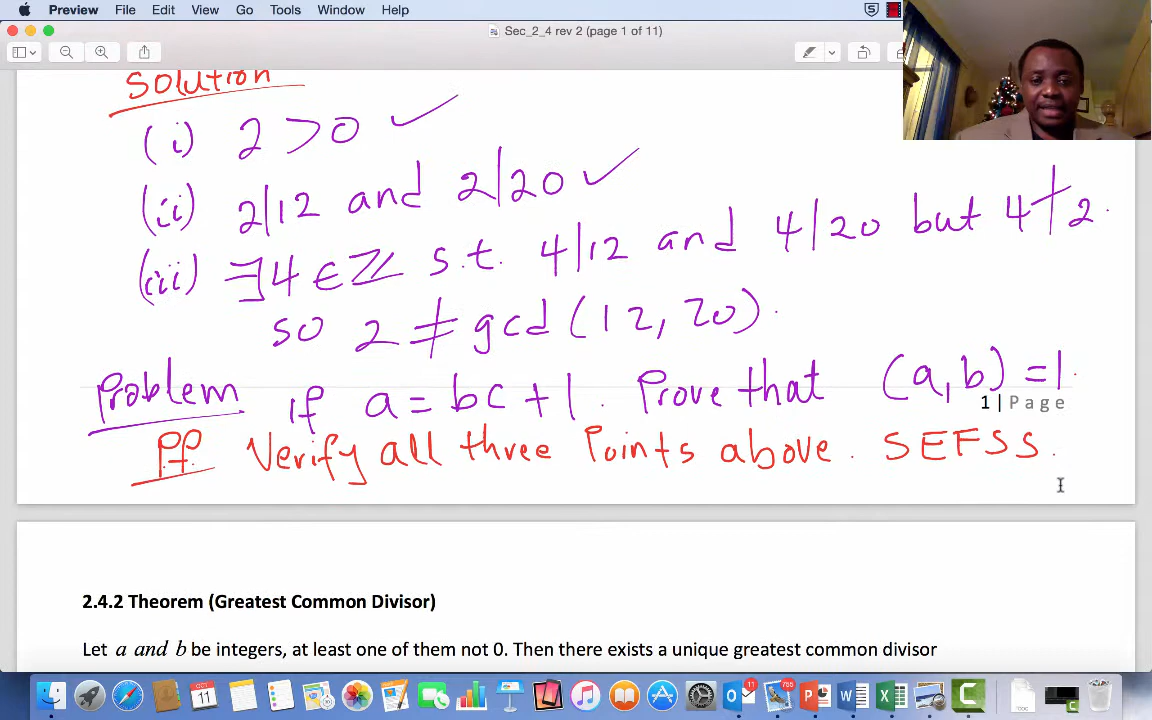 Preview File Edit View Go Tools Window Help
Sec_2_4 rev 2 (page 1 of 11)
Solution
(i) 2 > 0 ✓
(ii) 2|12 and 2|20 ✓
(iii) ∃4 ∈ ℤ s.t. 4|12 and 4|20 but 4∤2.
so 2 ≠ gcd(12, 20).
Problem If a = bc + 1. Prove that (a, b) = 1.
1 | Page
Pf. Verify all three Points above. SEFSS.
2.4.2 Theorem (Greatest Common Divisor)
Let a and b be integers, at least one of them not 0. Then there exists a unique greatest common divisor